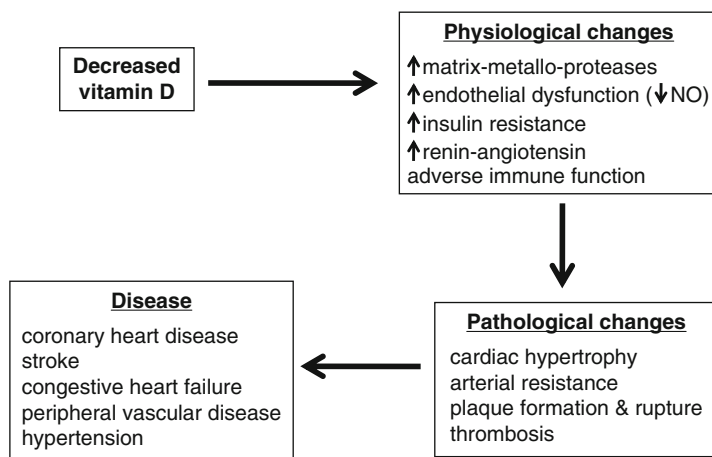 Decreased
vitamin D
Physiological changes
↑matrix-metallo-proteases
↑endothelial dysfunction (↓NO)
↑insulin resistance
↑renin-angiotensin
adverse immune function
Pathological changes
cardiac hypertrophy
arterial resistance
plaque formation & rupture
thrombosis
Disease
coronary heart disease
stroke
congestive heart failure
peripheral vascular disease
hypertension